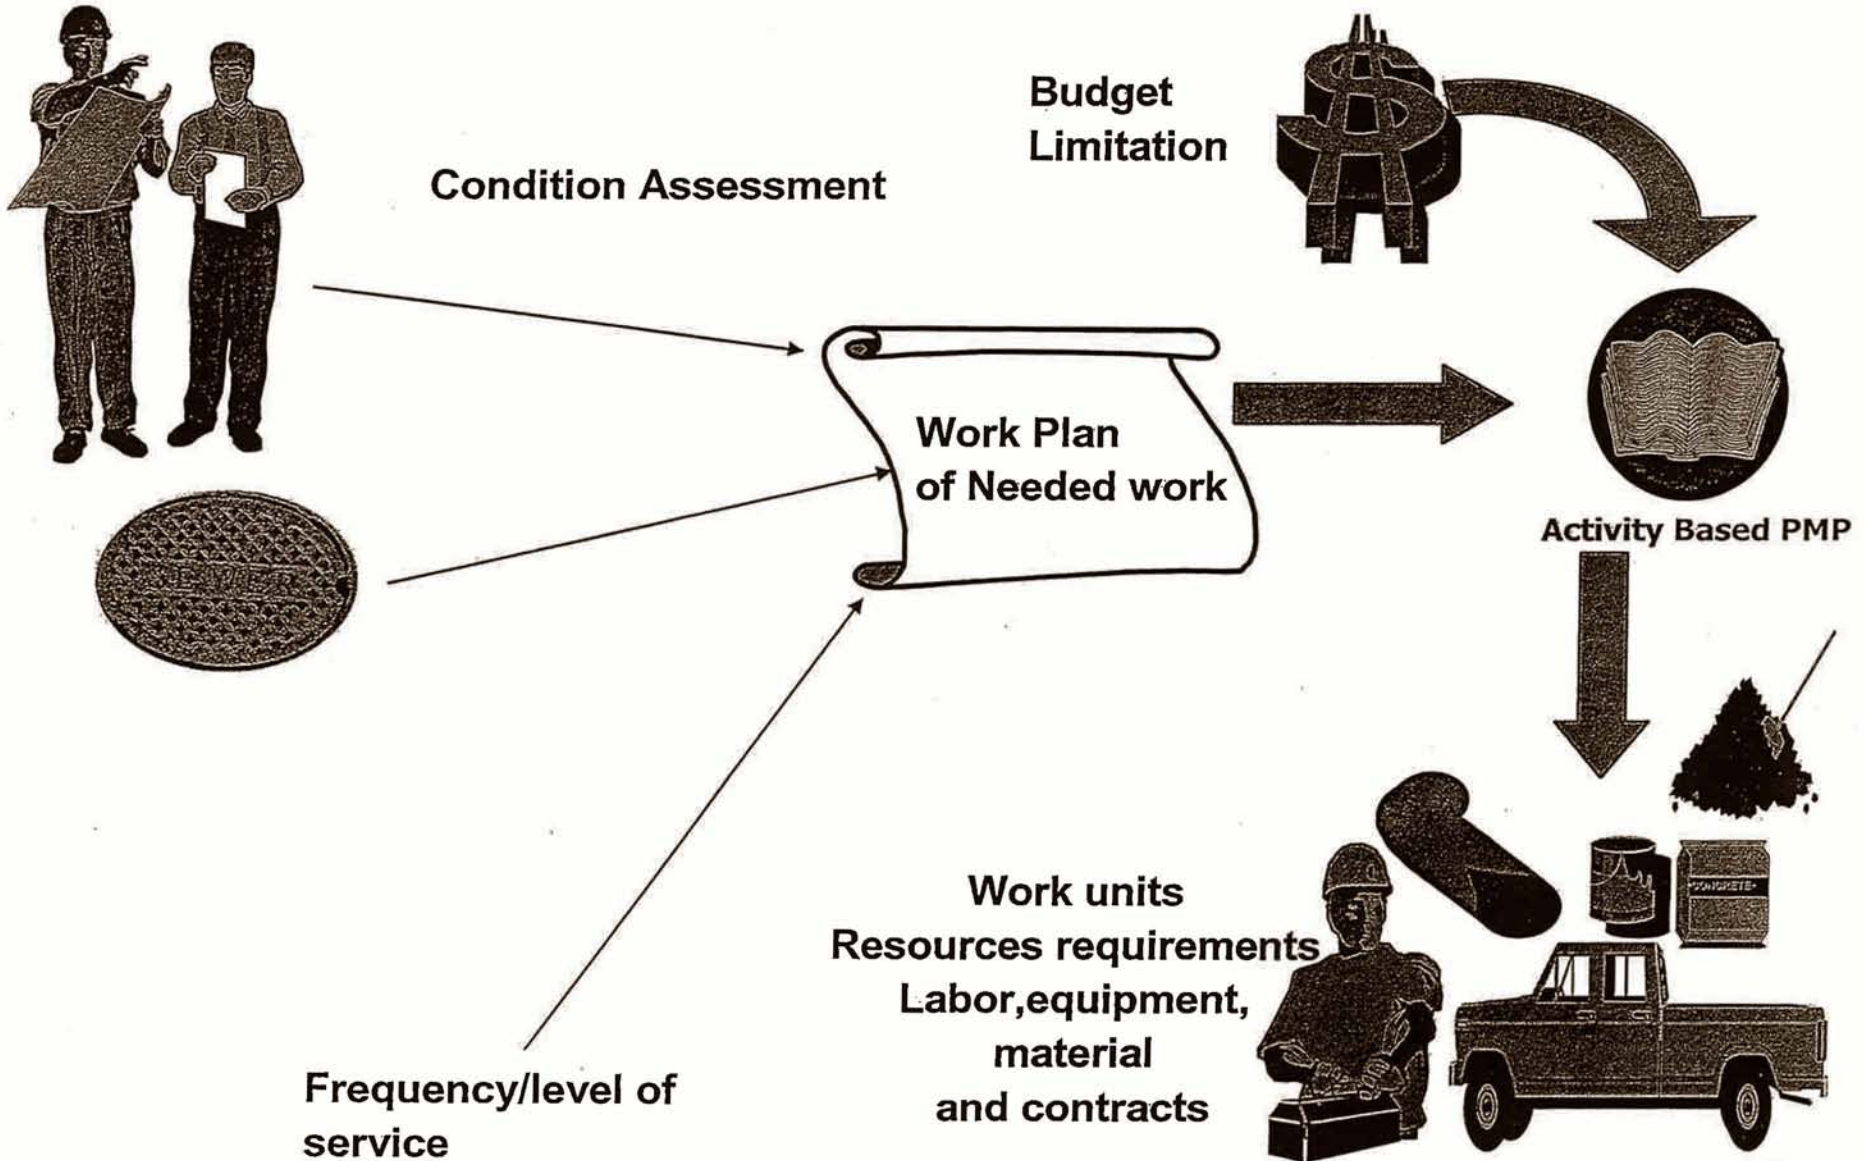 Budget
Limitation
Condition Assessment
Work Plan
of Needed work
Activity Based PMP
CONCRETE
Work units
Resources requirements
Labor,equipment,
material
and contracts
Frequency/level of
service